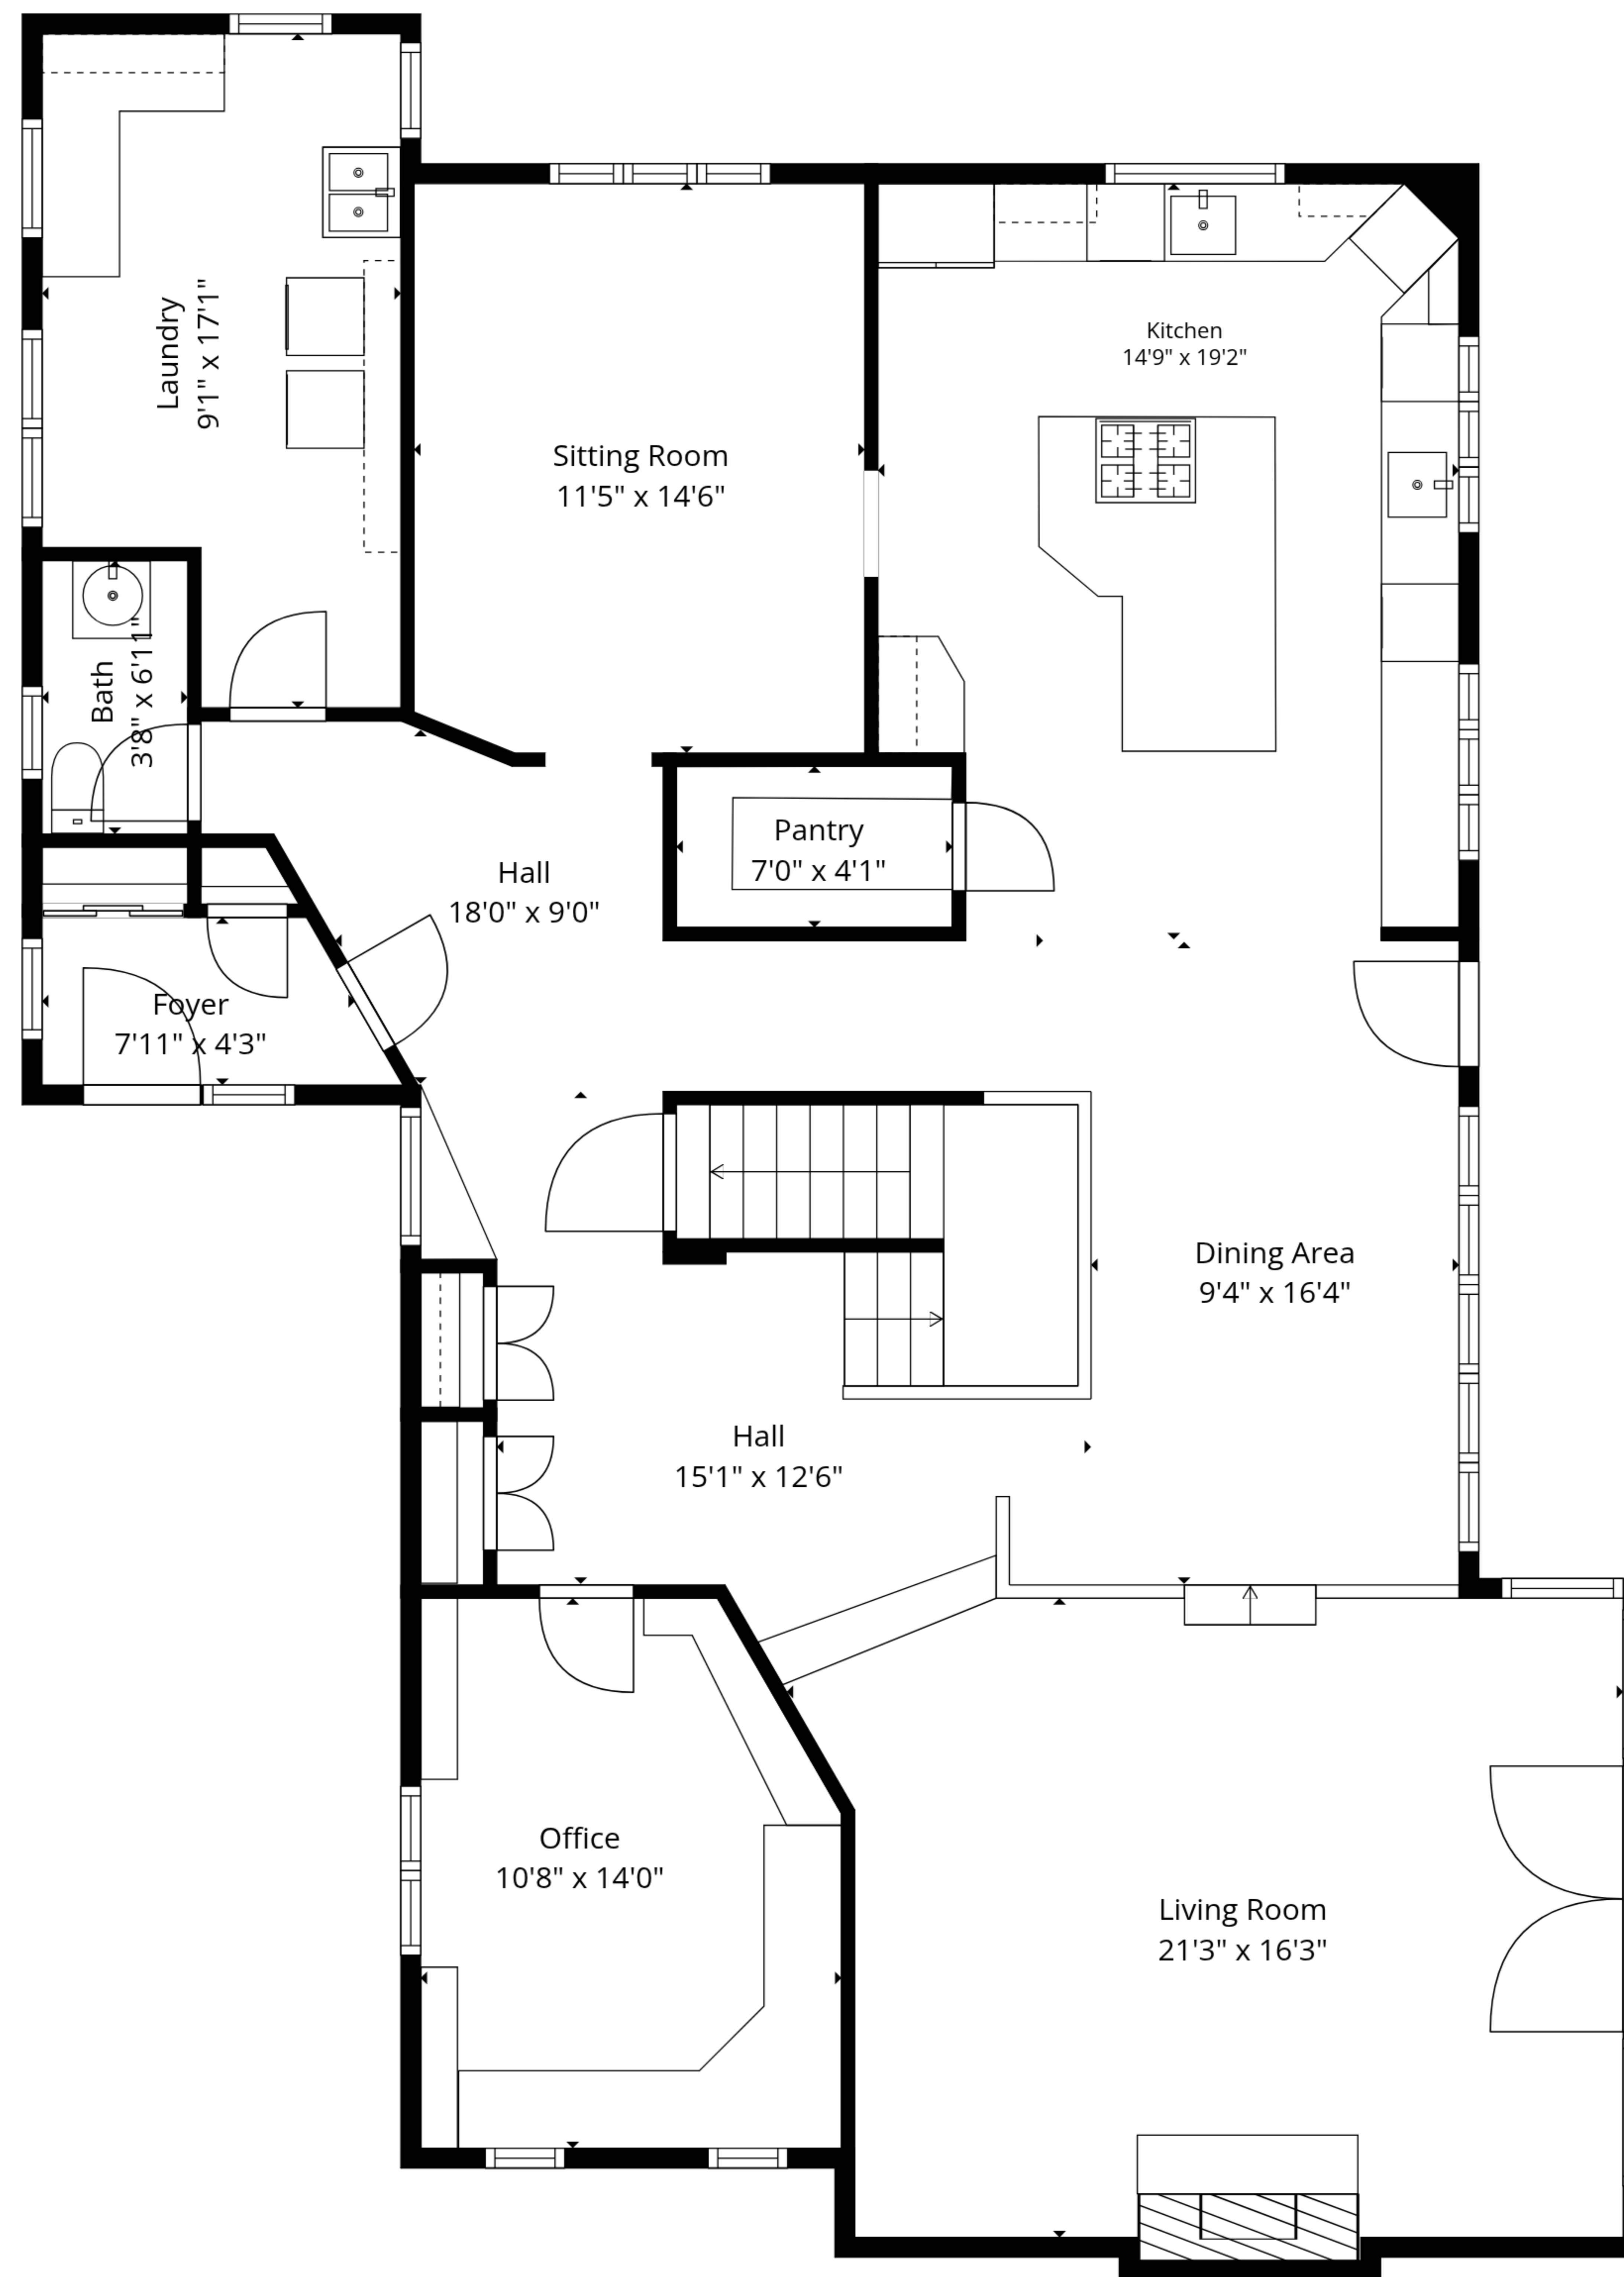 Laundry
9'1" x 17'1"
Kitchen
14'9" x 19'2"
Sitting Room
11'5" x 14'6"
Bath
3'8" x 6'11"
Pantry
7'0" x 4'1"
Hall
18'0" x 9'0"
Foyer
7'11" x 4'3"
Dining Area
9'4" x 16'4"
Hall
15'1" x 12'6"
Office
10'8" x 14'0"
Living Room
21'3" x 16'3"